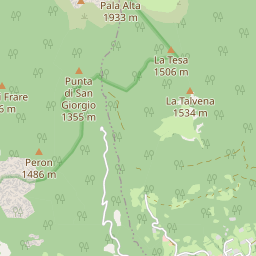 Pala Alta
1933 m
La Tesa
1506 m
Punta
di San
Giorgio
1355 m
Frare
La Talvena
1534 m
Peron
1486 m